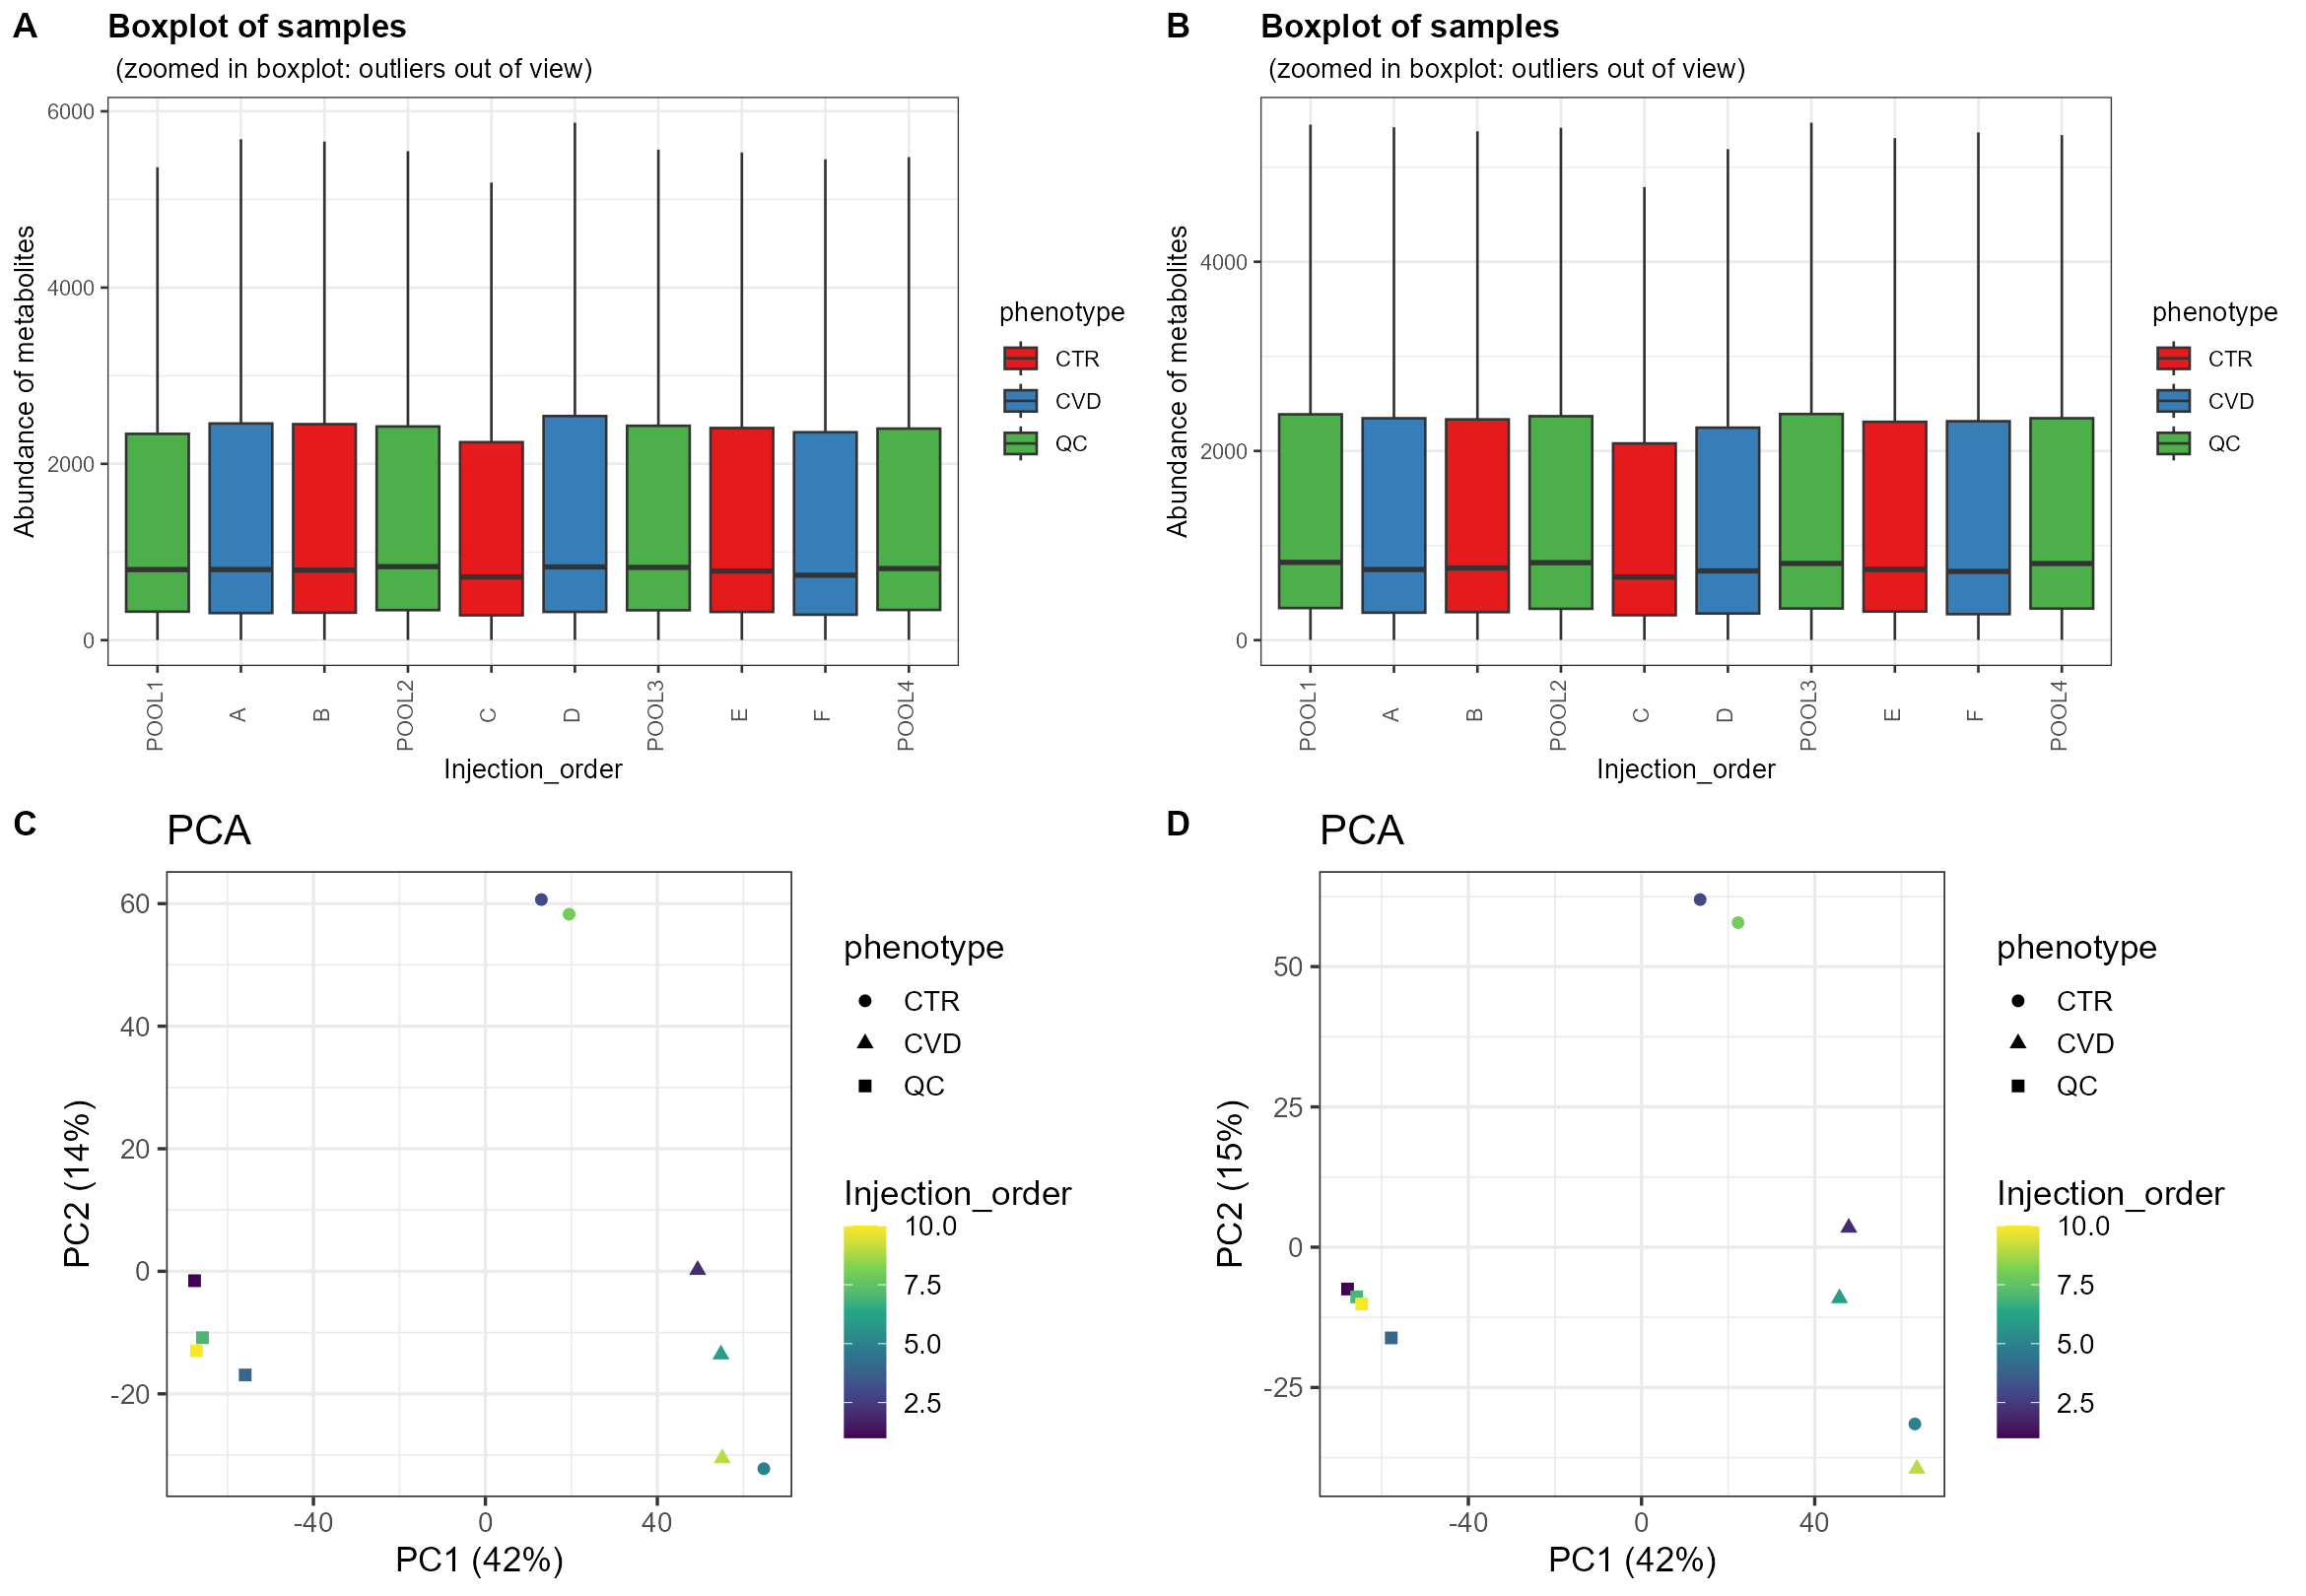 A
Boxplot of samples
(zoomed in boxplot: outliers out of view)
Abundance of metabolites
6000
4000
2000
0
POOL1
A
B
POOL2
C
D
POOL3
E
F
POOL4
Injection_order
phenotype
CTR
CVD
QC
B
Boxplot of samples
(zoomed in boxplot: outliers out of view)
Abundance of metabolites
4000
2000
0
POOL1
A
B
POOL2
C
D
POOL3
E
F
POOL4
Injection_order
phenotype
CTR
CVD
QC
C
PCA
PC2 (14%)
60
40
20
0
-20
-40
0
40
PC1 (42%)
phenotype
CTR
CVD
QC
Injection_order
10.0
7.5
5.0
2.5
D
PCA
PC2 (15%)
50
25
0
-25
-40
0
40
PC1 (42%)
phenotype
CTR
CVD
QC
Injection_order
10.0
7.5
5.0
2.5